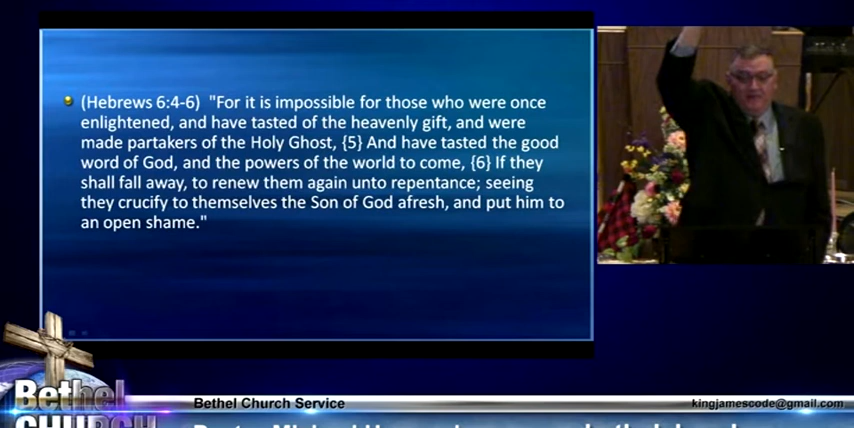 (Hebrews 6:4-6) "For it is impossible for those who were once
enlightened, and have tasted of the heavenly gift, and were
made partakers of the Holy Ghost, {5} And have tasted the good
word of God, and the powers of the world to come, {6} If they
shall fall away, to renew them again unto repentance; seeing
they crucify to themselves the Son of God afresh, and put him to
an open shame."
Bethel
CHURCH
Bethel Church Service
kingjamescode@gmail.com